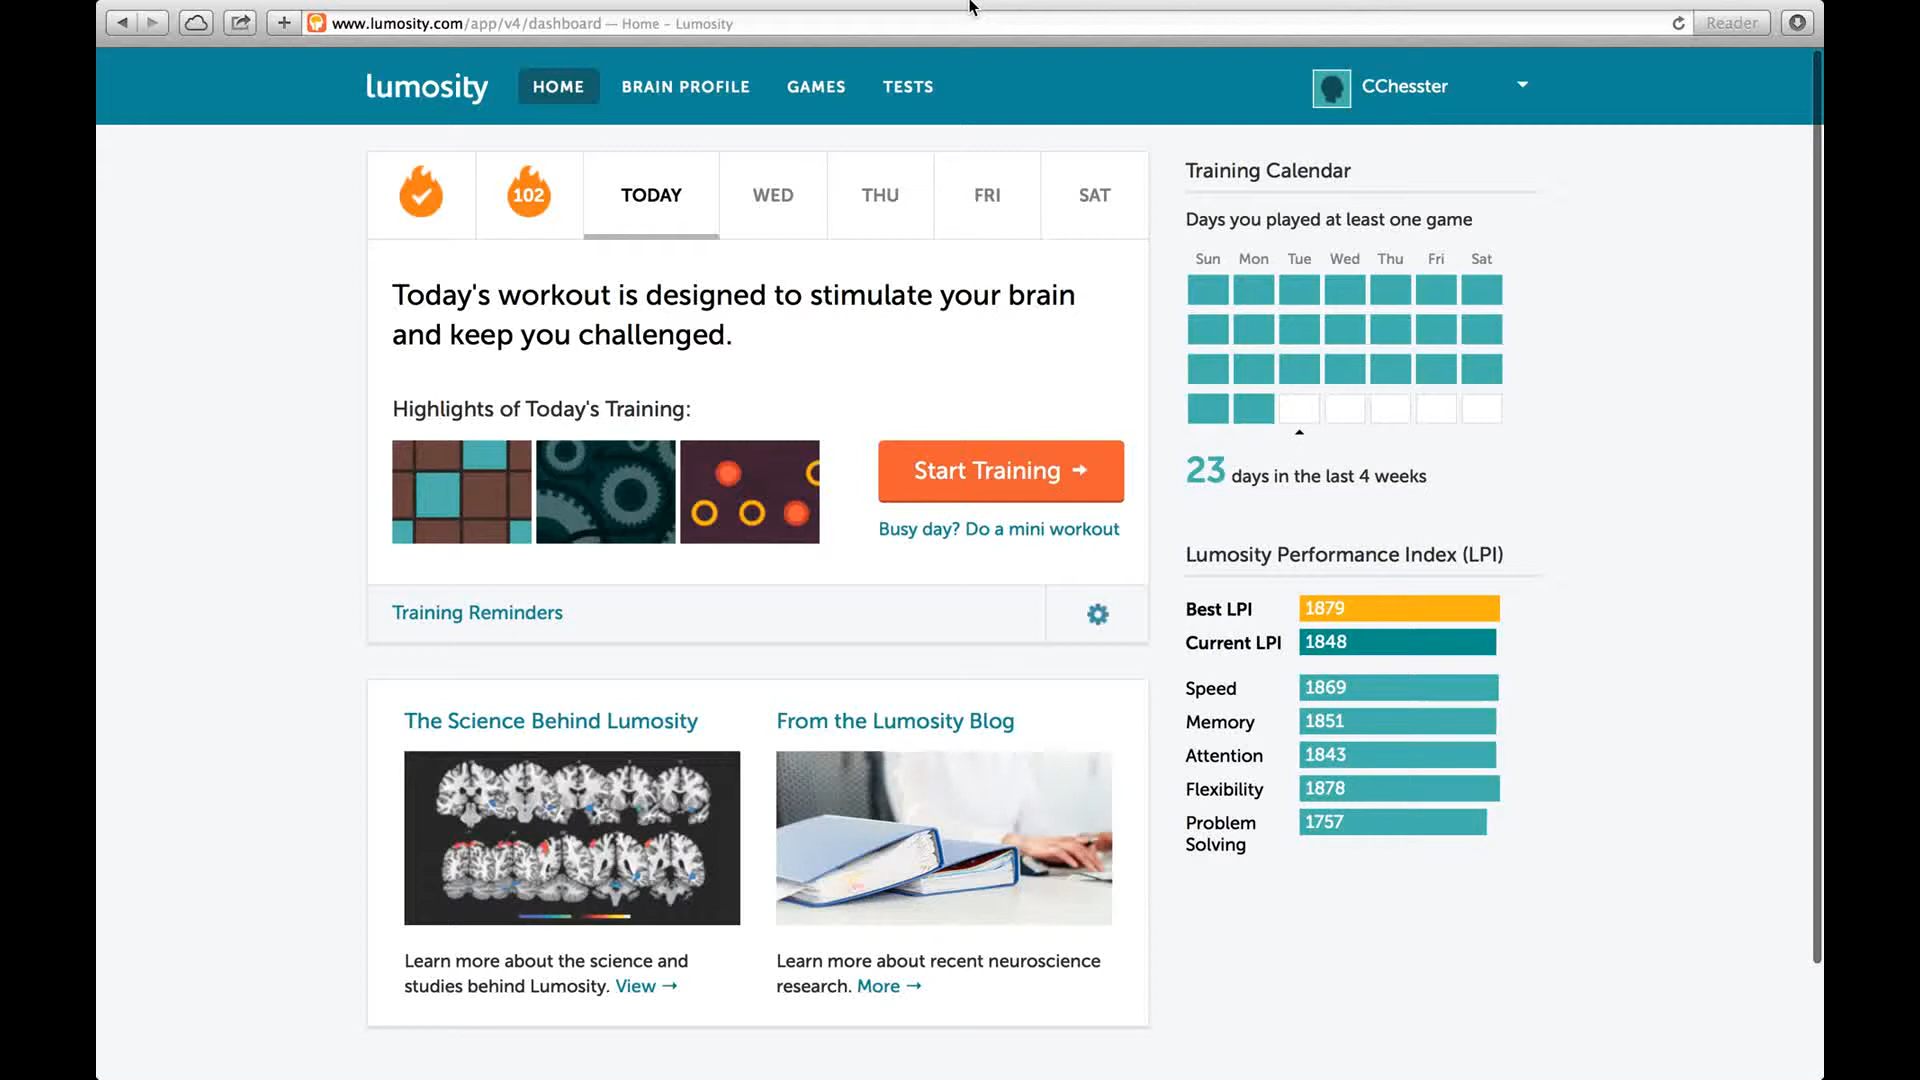 www.lumosity.com/app/v4/dashboard — Home – Lumosity
Reader
lumosity
HOME
BRAIN PROFILE
GAMES
TESTS
CChesster
102
TODAY
WED
THU
FRI
SAT
Today's workout is designed to stimulate your brain
and keep you challenged.
Highlights of Today's Training:
Start Training →
Busy day? Do a mini workout
Training Reminders
The Science Behind Lumosity
Learn more about the science and
studies behind Lumosity. View →
From the Lumosity Blog
Learn more about recent neuroscience
research. More →
Training Calendar
Days you played at least one game
Sun Mon Tue Wed Thu Fri Sat
23 days in the last 4 weeks
Lumosity Performance Index (LPI)
Best LPI 1879
Current LPI 1848
Speed 1869
Memory 1851
Attention 1843
Flexibility 1878
Problem 1757
Solving